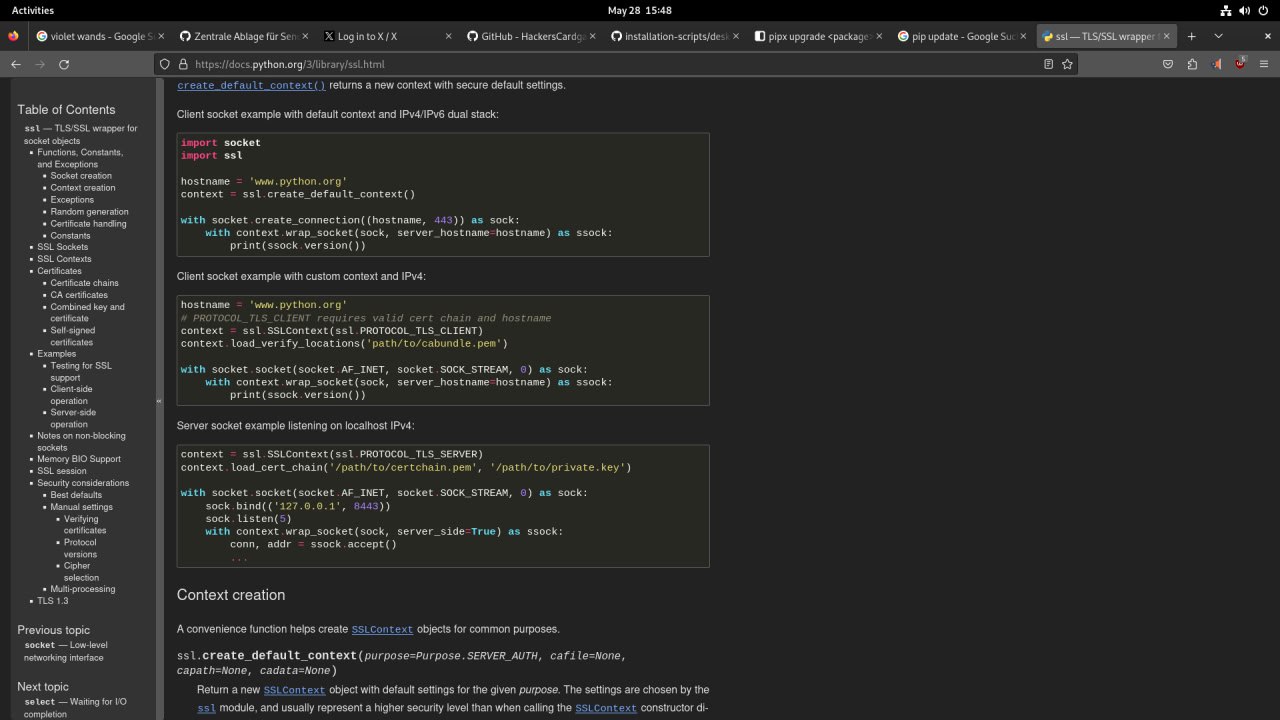 Activities
May 28 15:48
violet wands - Google S
Zentrale Ablage für Sen
Log in to X / X
GitHub - HackersCardga
installation-scripts/desk
pipx upgrade <package>
pip update - Google Suc
ssl — TLS/SSL wrapper f
https://docs.python.org/3/library/ssl.html
5
Table of Contents
ssl — TLS/SSL wrapper for
socket objects
Functions, Constants,
and Exceptions
Socket creation
Context creation
Exceptions
Random generation
Certificate handling
Constants
SSL Sockets
SSL Contexts
Certificates
Certificate chains
CA certificates
Combined key and
certificate
Self-signed
certificates
Examples
Testing for SSL
support
Client-side
operation
Server-side
operation
Notes on non-blocking
sockets
Memory BIO Support
SSL session
Security considerations
Best defaults
Manual settings
Verifying
certificates
Protocol
versions
Cipher
selection
Multi-processing
TLS 1.3
Previous topic
socket — Low-level
networking interface
Next topic
select — Waiting for I/O
completion
«
create_default_context() returns a new context with secure default settings.
Client socket example with default context and IPv4/IPv6 dual stack:
import socket
import ssl
hostname = 'www.python.org'
context = ssl.create_default_context()
with socket.create_connection((hostname, 443)) as sock:
    with context.wrap_socket(sock, server_hostname=hostname) as ssock:
        print(ssock.version())
Client socket example with custom context and IPv4:
hostname = 'www.python.org'
# PROTOCOL_TLS_CLIENT requires valid cert chain and hostname
context = ssl.SSLContext(ssl.PROTOCOL_TLS_CLIENT)
context.load_verify_locations('path/to/cabundle.pem')
with socket.socket(socket.AF_INET, socket.SOCK_STREAM, 0) as sock:
    with context.wrap_socket(sock, server_hostname=hostname) as ssock:
        print(ssock.version())
Server socket example listening on localhost IPv4:
context = ssl.SSLContext(ssl.PROTOCOL_TLS_SERVER)
context.load_cert_chain('/path/to/certchain.pem', '/path/to/private.key')
with socket.socket(socket.AF_INET, socket.SOCK_STREAM, 0) as sock:
    sock.bind(('127.0.0.1', 8443))
    sock.listen(5)
    with context.wrap_socket(sock, server_side=True) as ssock:
        conn, addr = ssock.accept()
        ...
Context creation
A convenience function helps create SSLContext objects for common purposes.
ssl.create_default_context(purpose=Purpose.SERVER_AUTH, cafile=None,
capath=None, cadata=None)
Return a new SSLContext object with default settings for the given purpose. The settings are chosen by the
ssl module, and usually represent a higher security level than when calling the SSLContext constructor di-